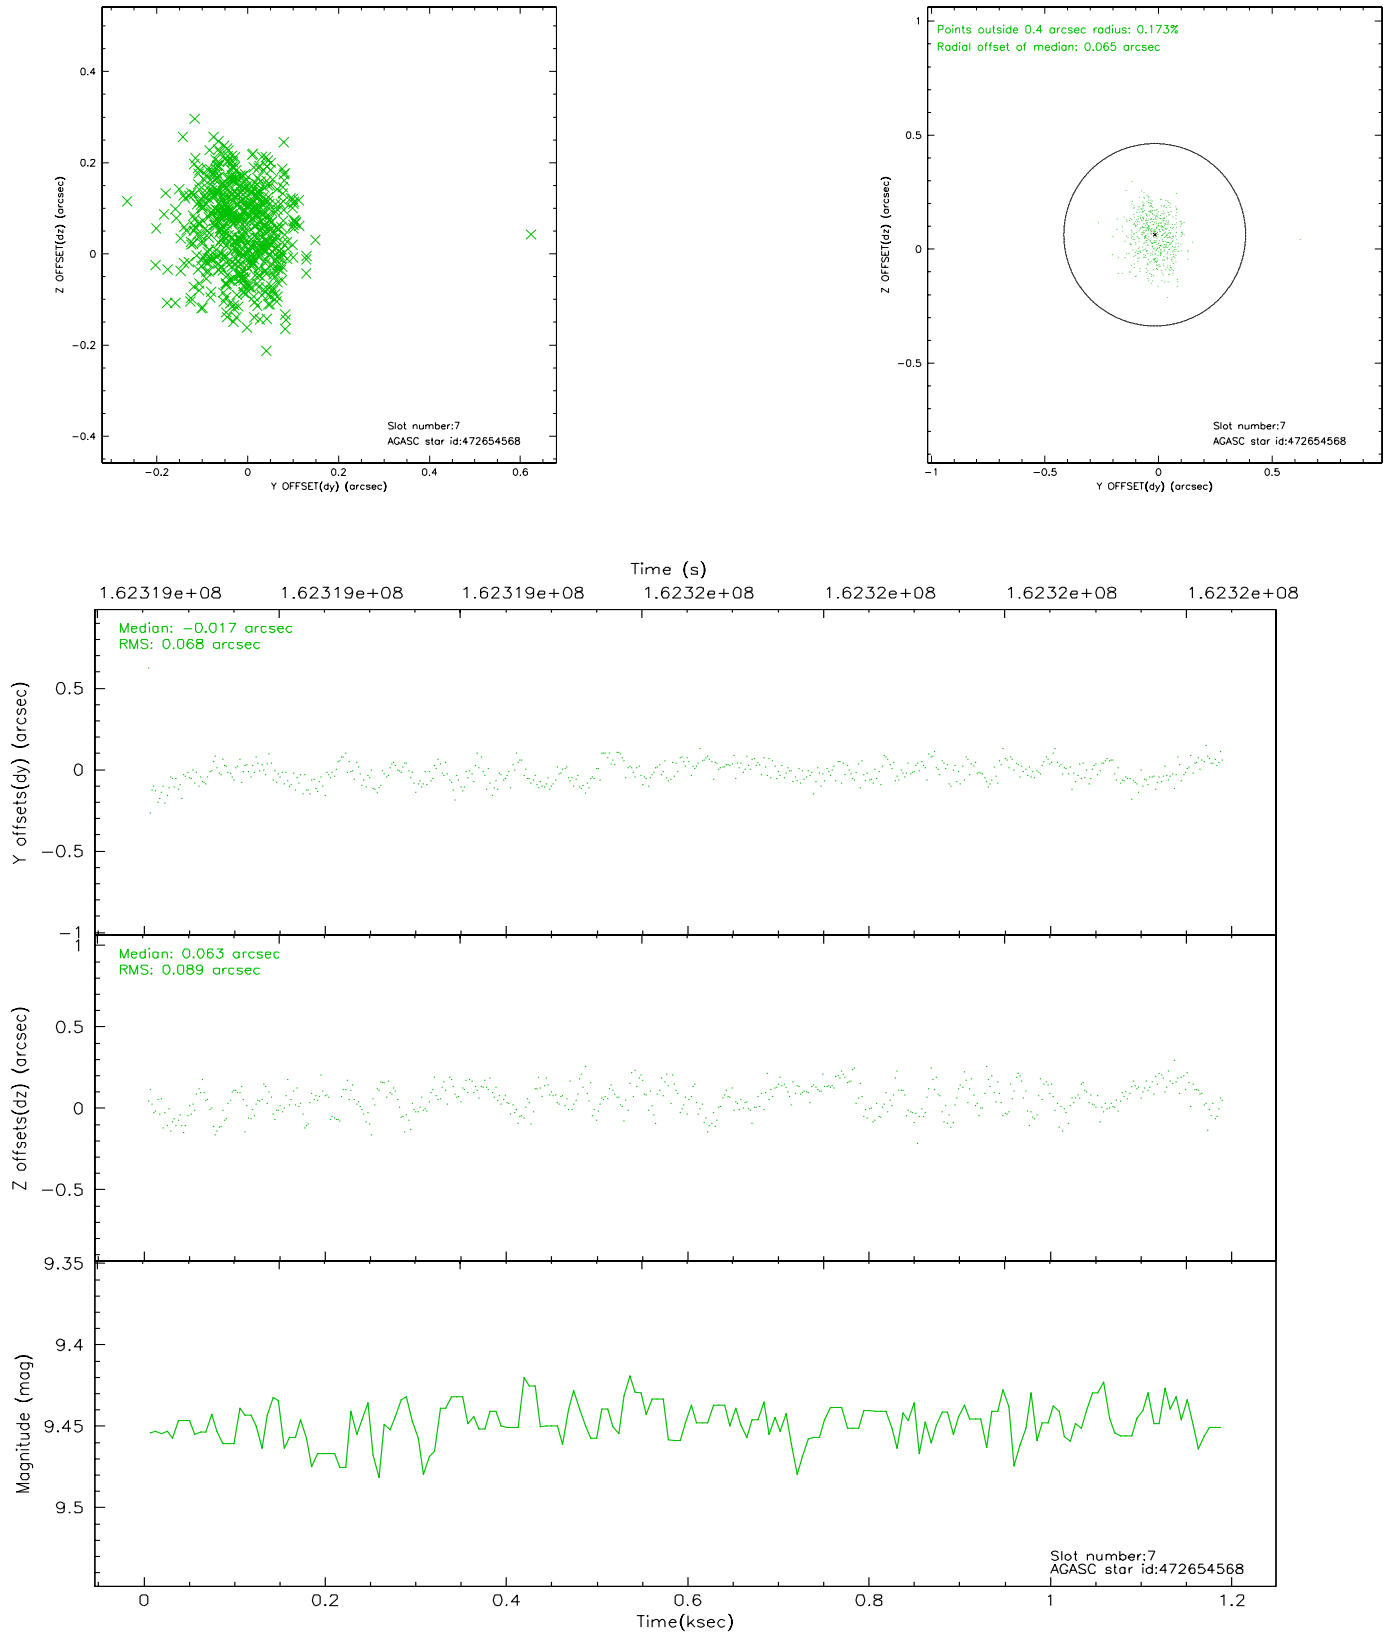 0.4
0.2
0
−0.2
−0.4
Z OFFSET(dz) (arcsec)
Slot number:7
AGASC star id:472654568
−0.2 0 0.2 0.4 0.6
Y OFFSET(dy) (arcsec)
Points outside 0.4 arcsec radius: 0.173%
Radial offset of median: 0.065 arcsec
1
0.5
0
−0.5
Z OFFSET(dz) (arcsec)
Slot number:7
AGASC star id:472654568
−1 −0.5 0 0.5
Y OFFSET(dy) (arcsec)
Time (s)
1.62319e+08 1.62319e+08 1.62319e+08 1.6232e+08 1.6232e+08 1.6232e+08 1.6232e+08
Median: −0.017 arcsec
RMS: 0.068 arcsec
0.5
0
−0.5
−1
Y offsets(dy) (arcsec)
Median: 0.063 arcsec
RMS: 0.089 arcsec
1
0.5
0
−0.5
Z offsets(dz) (arcsec)
9.35
9.4
9.45
9.5
Magnitude (mag)
Slot number:7
AGASC star id:472654568
0 0.2 0.4 0.6 0.8 1 1.2
Time(ksec)